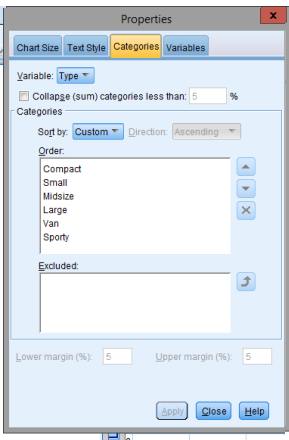 Properties
x
Chart Size Text Style Categories Variables
Variable: Type
Collapse (sum) categories less than: 5 %
Categories
Sort by: Custom Direction: Ascending
Order:
Compact
Small
Midsize
Large
Van
Sporty
Excluded:
Lower margin (%): 5 Upper margin (%): 5
Apply Close Help